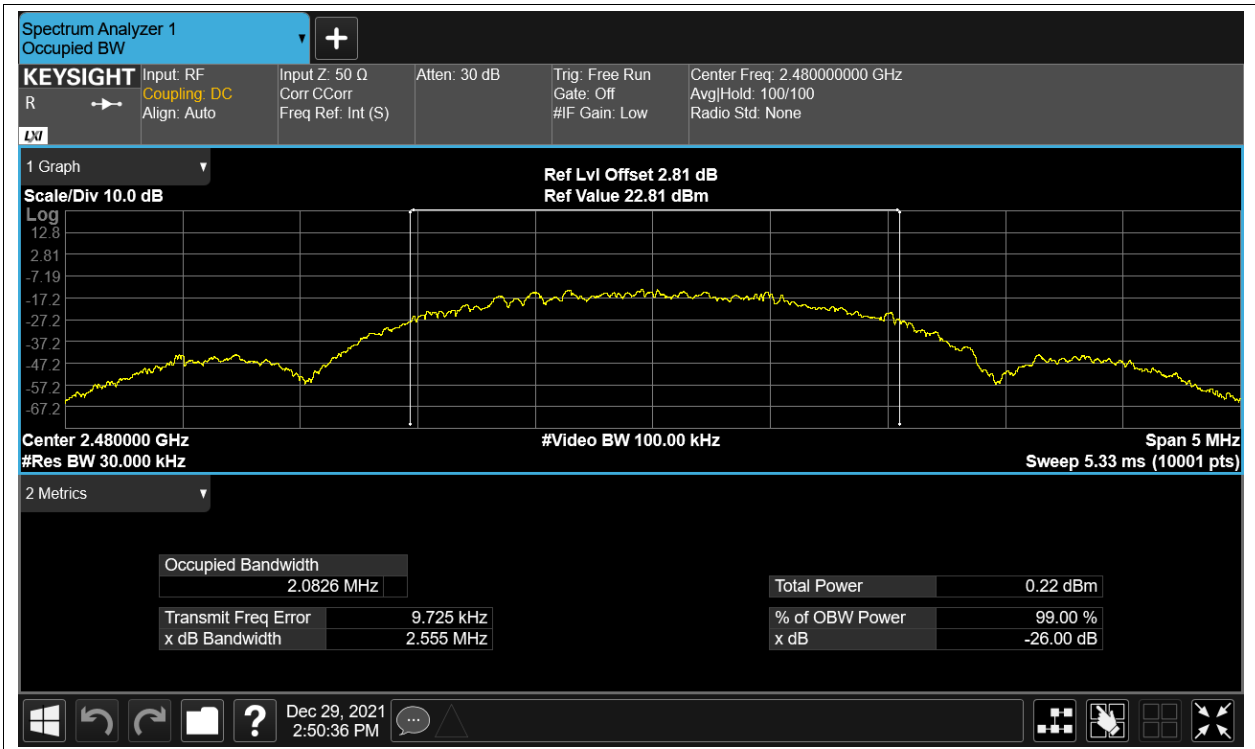 Spectrum Analyzer 1
Occupied BW
KEYSIGHT
R
LXI
Input: RF
Coupling: DC
Align: Auto
Input Z: 50 Ω
Corr CCorr
Freq Ref: Int (S)
Atten: 30 dB
Trig: Free Run
Gate: Off
#IF Gain: Low
Center Freq: 2.480000000 GHz
Avg|Hold: 100/100
Radio Std: None
1 Graph
Scale/Div 10.0 dB
Ref Lvl Offset 2.81 dB
Ref Value 22.81 dBm
Log
12.8
2.81
-7.19
-17.2
-27.2
-37.2
-47.2
-57.2
-67.2
Center 2.480000 GHz
#Res BW 30.000 kHz
#Video BW 100.00 kHz
Span 5 MHz
Sweep 5.33 ms (10001 pts)
2 Metrics
Occupied Bandwidth
2.0826 MHz
Transmit Freq Error 9.725 kHz
x dB Bandwidth 2.555 MHz
Total Power 0.22 dBm
% of OBW Power 99.00 %
x dB -26.00 dB
?
Dec 29, 2021
2:50:36 PM